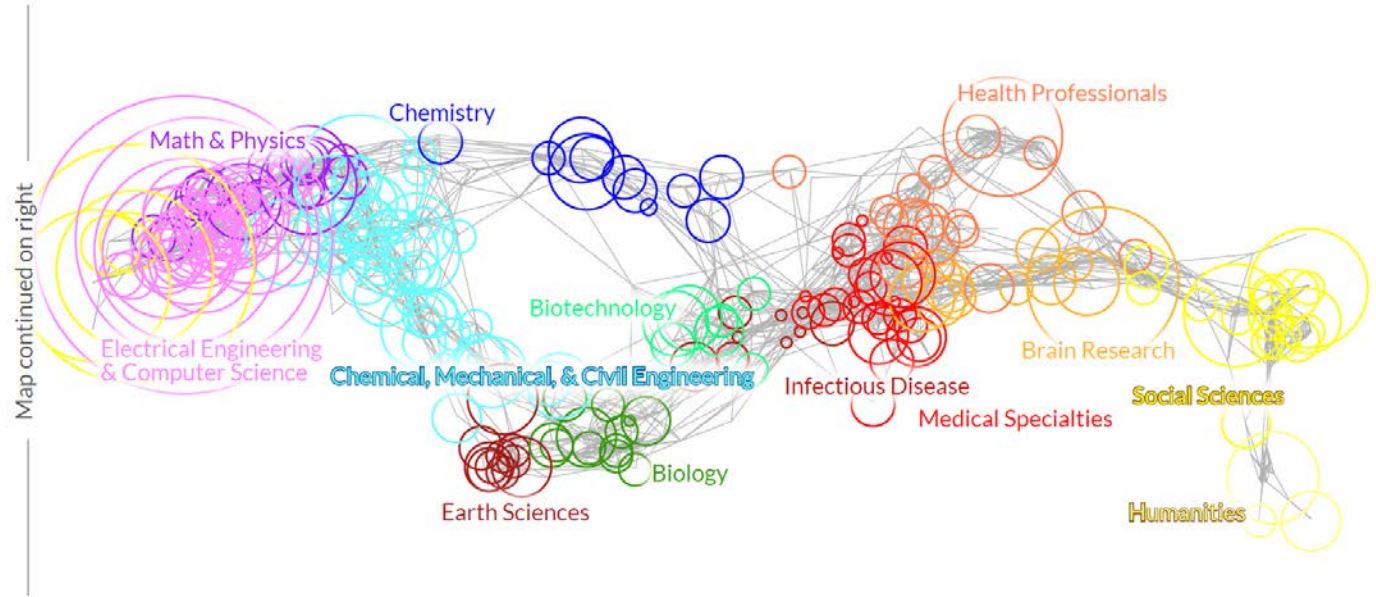 Map continued on right
Health Professionals
Chemistry
Math & Physics
Biotechnology
Electrical Engineering
& Computer Science
Brain Research
Chemical, Mechanical, & Civil Engineering
Infectious Disease
Social Sciences
Medical Specialties
Biology
Earth Sciences
Humanities